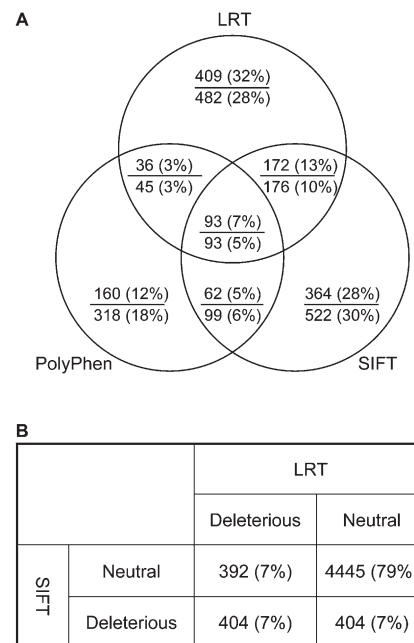 A
LRT
409 (32%)
482 (28%)
36 (3%)
45 (3%)
172 (13%)
176 (10%)
93 (7%)
93 (5%)
160 (12%)
318 (18%)
62 (5%)
99 (6%)
364 (28%)
522 (30%)
PolyPhen
SIFT
B
LRT
Deleterious Neutral
SIFT
Neutral 392 (7%) 4445 (79%
Deleterious 404 (7%) 404 (7%)